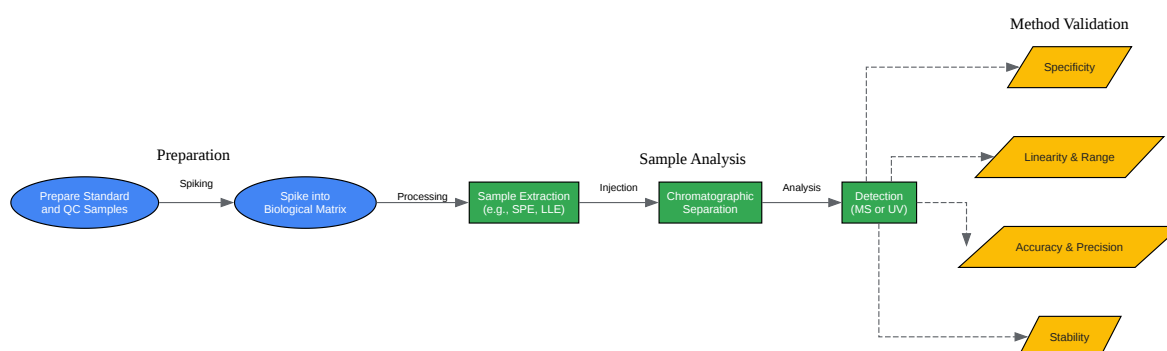 Method Validation
Specificity
Preparation
Sample Analysis
Linearity & Range
Spiking
Processing
Injection
Analysis
Prepare Standard
and QC Samples
Spike into
Biological Matrix
Sample Extraction
(e.g., SPE, LLE)
Chromatographic
Separation
Detection
(MS or UV)
Accuracy & Precision
Stability